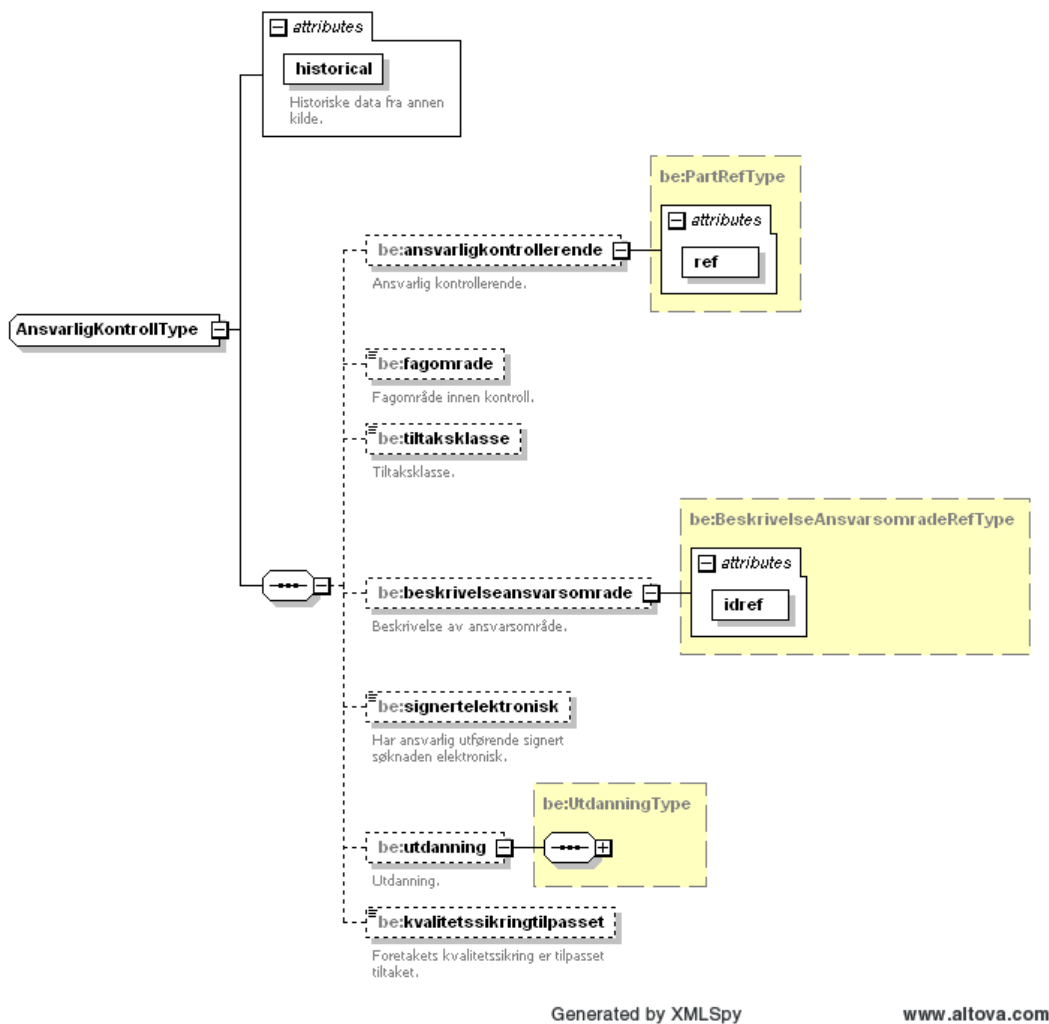 attributes
historical
Historiske data fra annen
kilde.
be:PartRefType
attributes
be:ansvarligkontrollerende
ref
Ansvarlig kontrollerende.
AnsvarligKontrollType
be:fagomrade
Fagområde innen kontroll.
be:tiltaksklasse
Tiltaksklasse.
be:BeskrivelseAnsvarsomradeRefType
attributes
be:beskrivelseansvarsomrade
idref
Beskrivelse av ansvarsområde.
be:signertelektronisk
Har ansvarlig utførende signert
søknaden elektronisk.
be:UtdanningType
be:utdanning
Utdanning.
be:kvalitetssikringtilpasset
Foretakets kvalitetssikring er tilpasset
tiltaket.
Generated by XMLSpy
www.altova.com